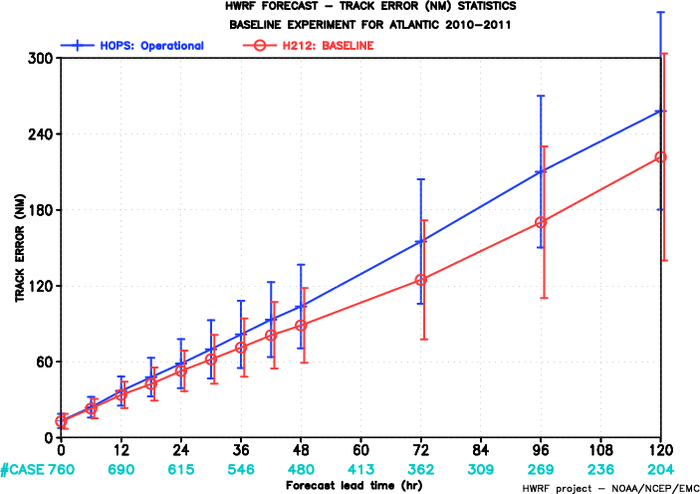 HWRF FORECAST – TRACK ERROR (NM) STATISTICS
BASELINE EXPERIMENT FOR ATLANTIC 2010–2011
HOPS: Operational H212: BASELINE
300
240
180
120
60
0
TRACK ERROR (NM)
0 12 24 36 48 60 72 84 96 108 120
#CASE 760 690 615 546 480 413 362 309 269 236 204
Forecast lead time (hr)
HWRF project – NOAA/NCEP/EMC